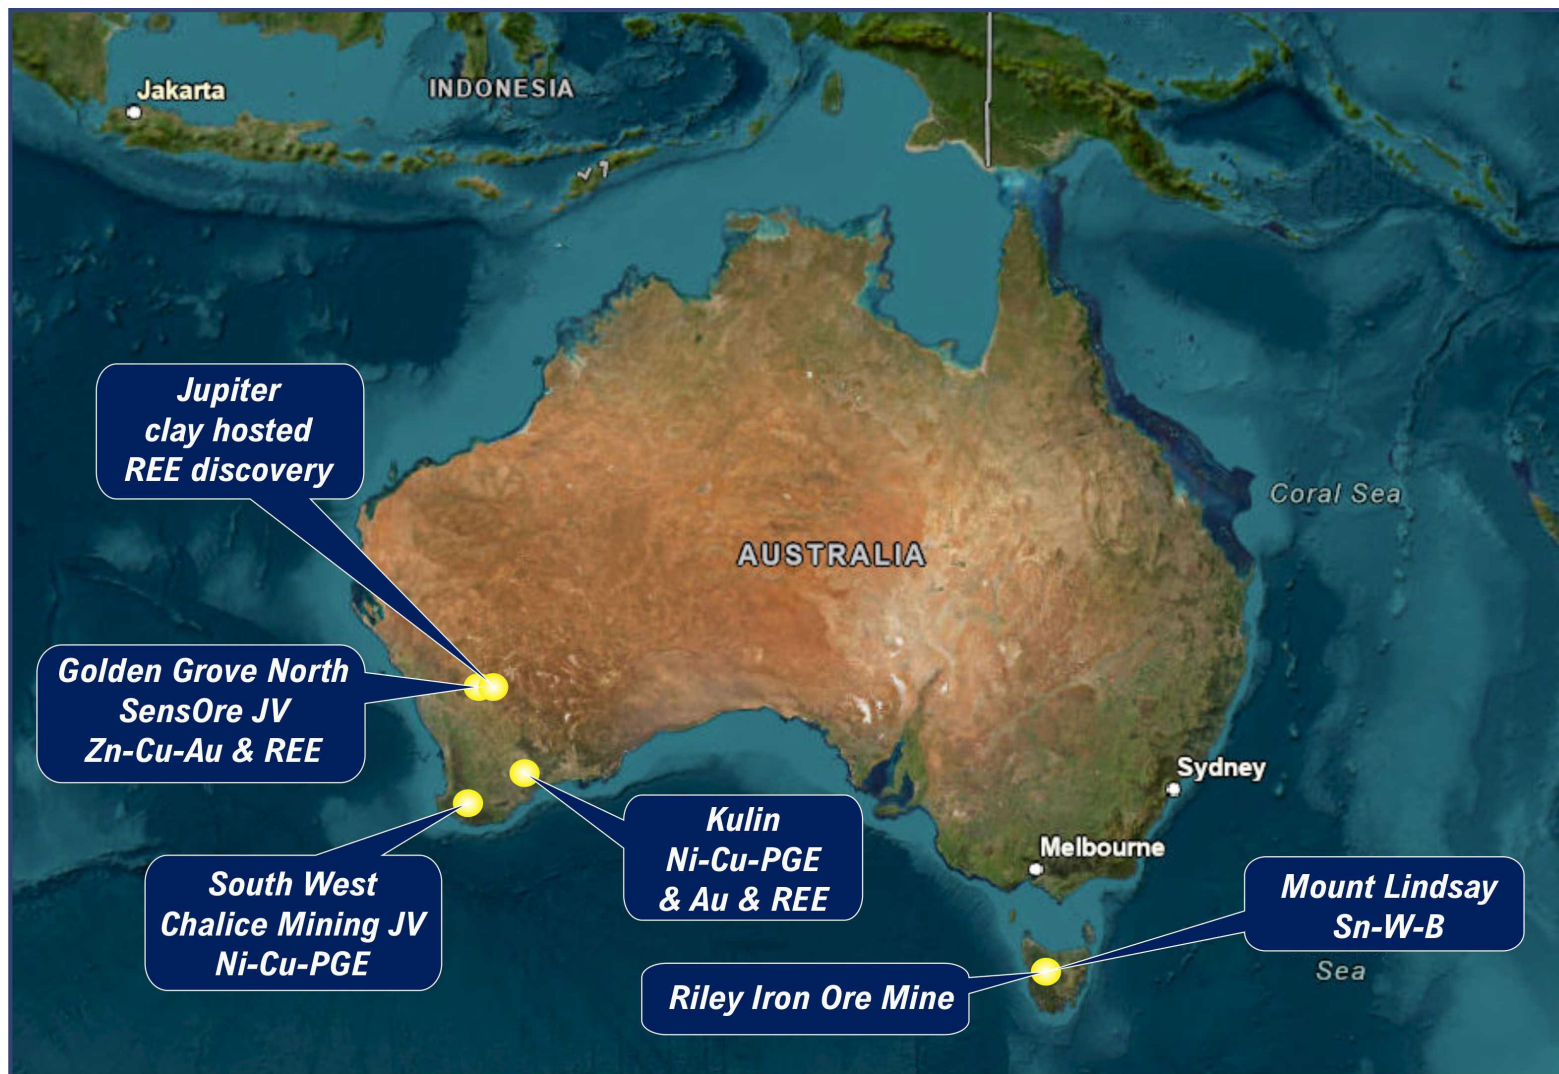 Jakarta
INDONESIA
Jupiter
clay hosted
REE discovery
Coral Sea
AUSTRALIA
Golden Grove North
SensOre JV
Zn-Cu-Au & REE
Sydney
Kulin
Ni-Cu-PGE
& Au & REE
Melbourne
South West
Chalice Mining JV
Ni-Cu-PGE
Mount Lindsay
Sn-W-B
Sea
Riley Iron Ore Mine